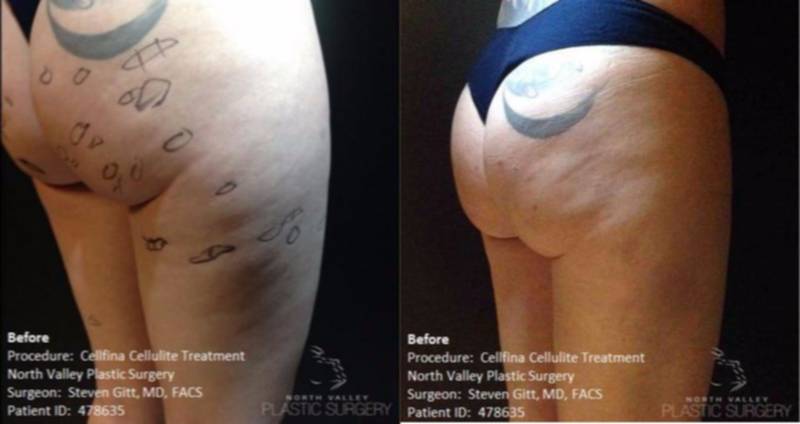 Before
Procedure: Cellfina Cellulite Treatment
North Valley Plastic Surgery
Surgeon: Steven Gitt, MD, FACS
Patient ID: 478635
NORTH VALLEY
PLASTIC SURGERY
Before
Procedure: Cellfina Cellulite Treatment
North Valley Plastic Surgery
Surgeon: Steven Gitt, MD, FACS
Patient ID: 478635
NORTH VALLEY
PLASTIC SURGERY